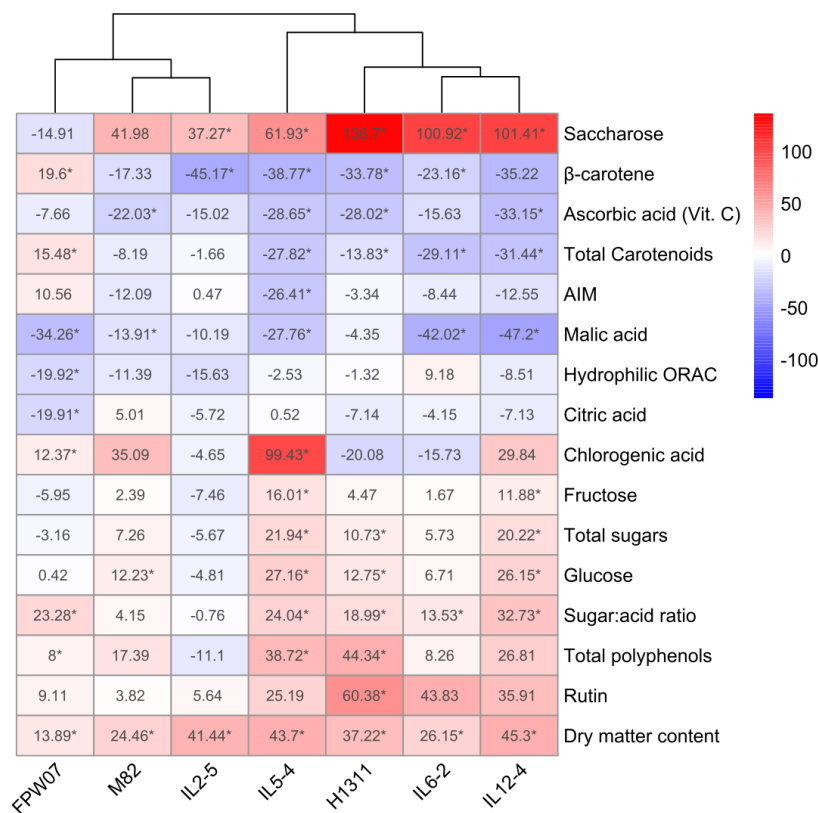 -14.91 41.98 37.27* 61.93* 136.7* 100.92* 101.41* Saccharose
19.6* -17.33 -45.17* -38.77* -33.78* -23.16* -35.22 β-carotene
-7.66 -22.03* -15.02 -28.65* -28.02* -15.63 -33.15* Ascorbic acid (Vit. C)
15.48* -8.19 -1.66 -27.82* -13.83* -29.11* -31.44* Total Carotenoids
10.56 -12.09 0.47 -26.41* -3.34 -8.44 -12.55 AIM
-34.26* -13.91* -10.19 -27.76* -4.35 -42.02* -47.2* Malic acid
-19.92* -11.39 -15.63 -2.53 -1.32 9.18 -8.51 Hydrophilic ORAC
-19.91* 5.01 -5.72 0.52 -7.14 -4.15 -7.13 Citric acid
12.37* 35.09 -4.65 99.43* -20.08 -15.73 29.84 Chlorogenic acid
-5.95 2.39 -7.46 16.01* 4.47 1.67 11.88* Fructose
-3.16 7.26 -5.67 21.94* 10.73* 5.73 20.22* Total sugars
0.42 12.23* -4.81 27.16* 12.75* 6.71 26.15* Glucose
23.28* 4.15 -0.76 24.04* 18.99* 13.53* 32.73* Sugar:acid ratio
8* 17.39 -11.1 38.72* 44.34* 8.26 26.81 Total polyphenols
9.11 3.82 5.64 25.19 60.38* 43.83 35.91 Rutin
13.89* 24.46* 41.44* 43.7* 37.22* 26.15* 45.3* Dry matter content
FPW07 M82 IL2-5 IL5-4 H1311 IL6-2 IL12-4
100
50
0
-50
-100